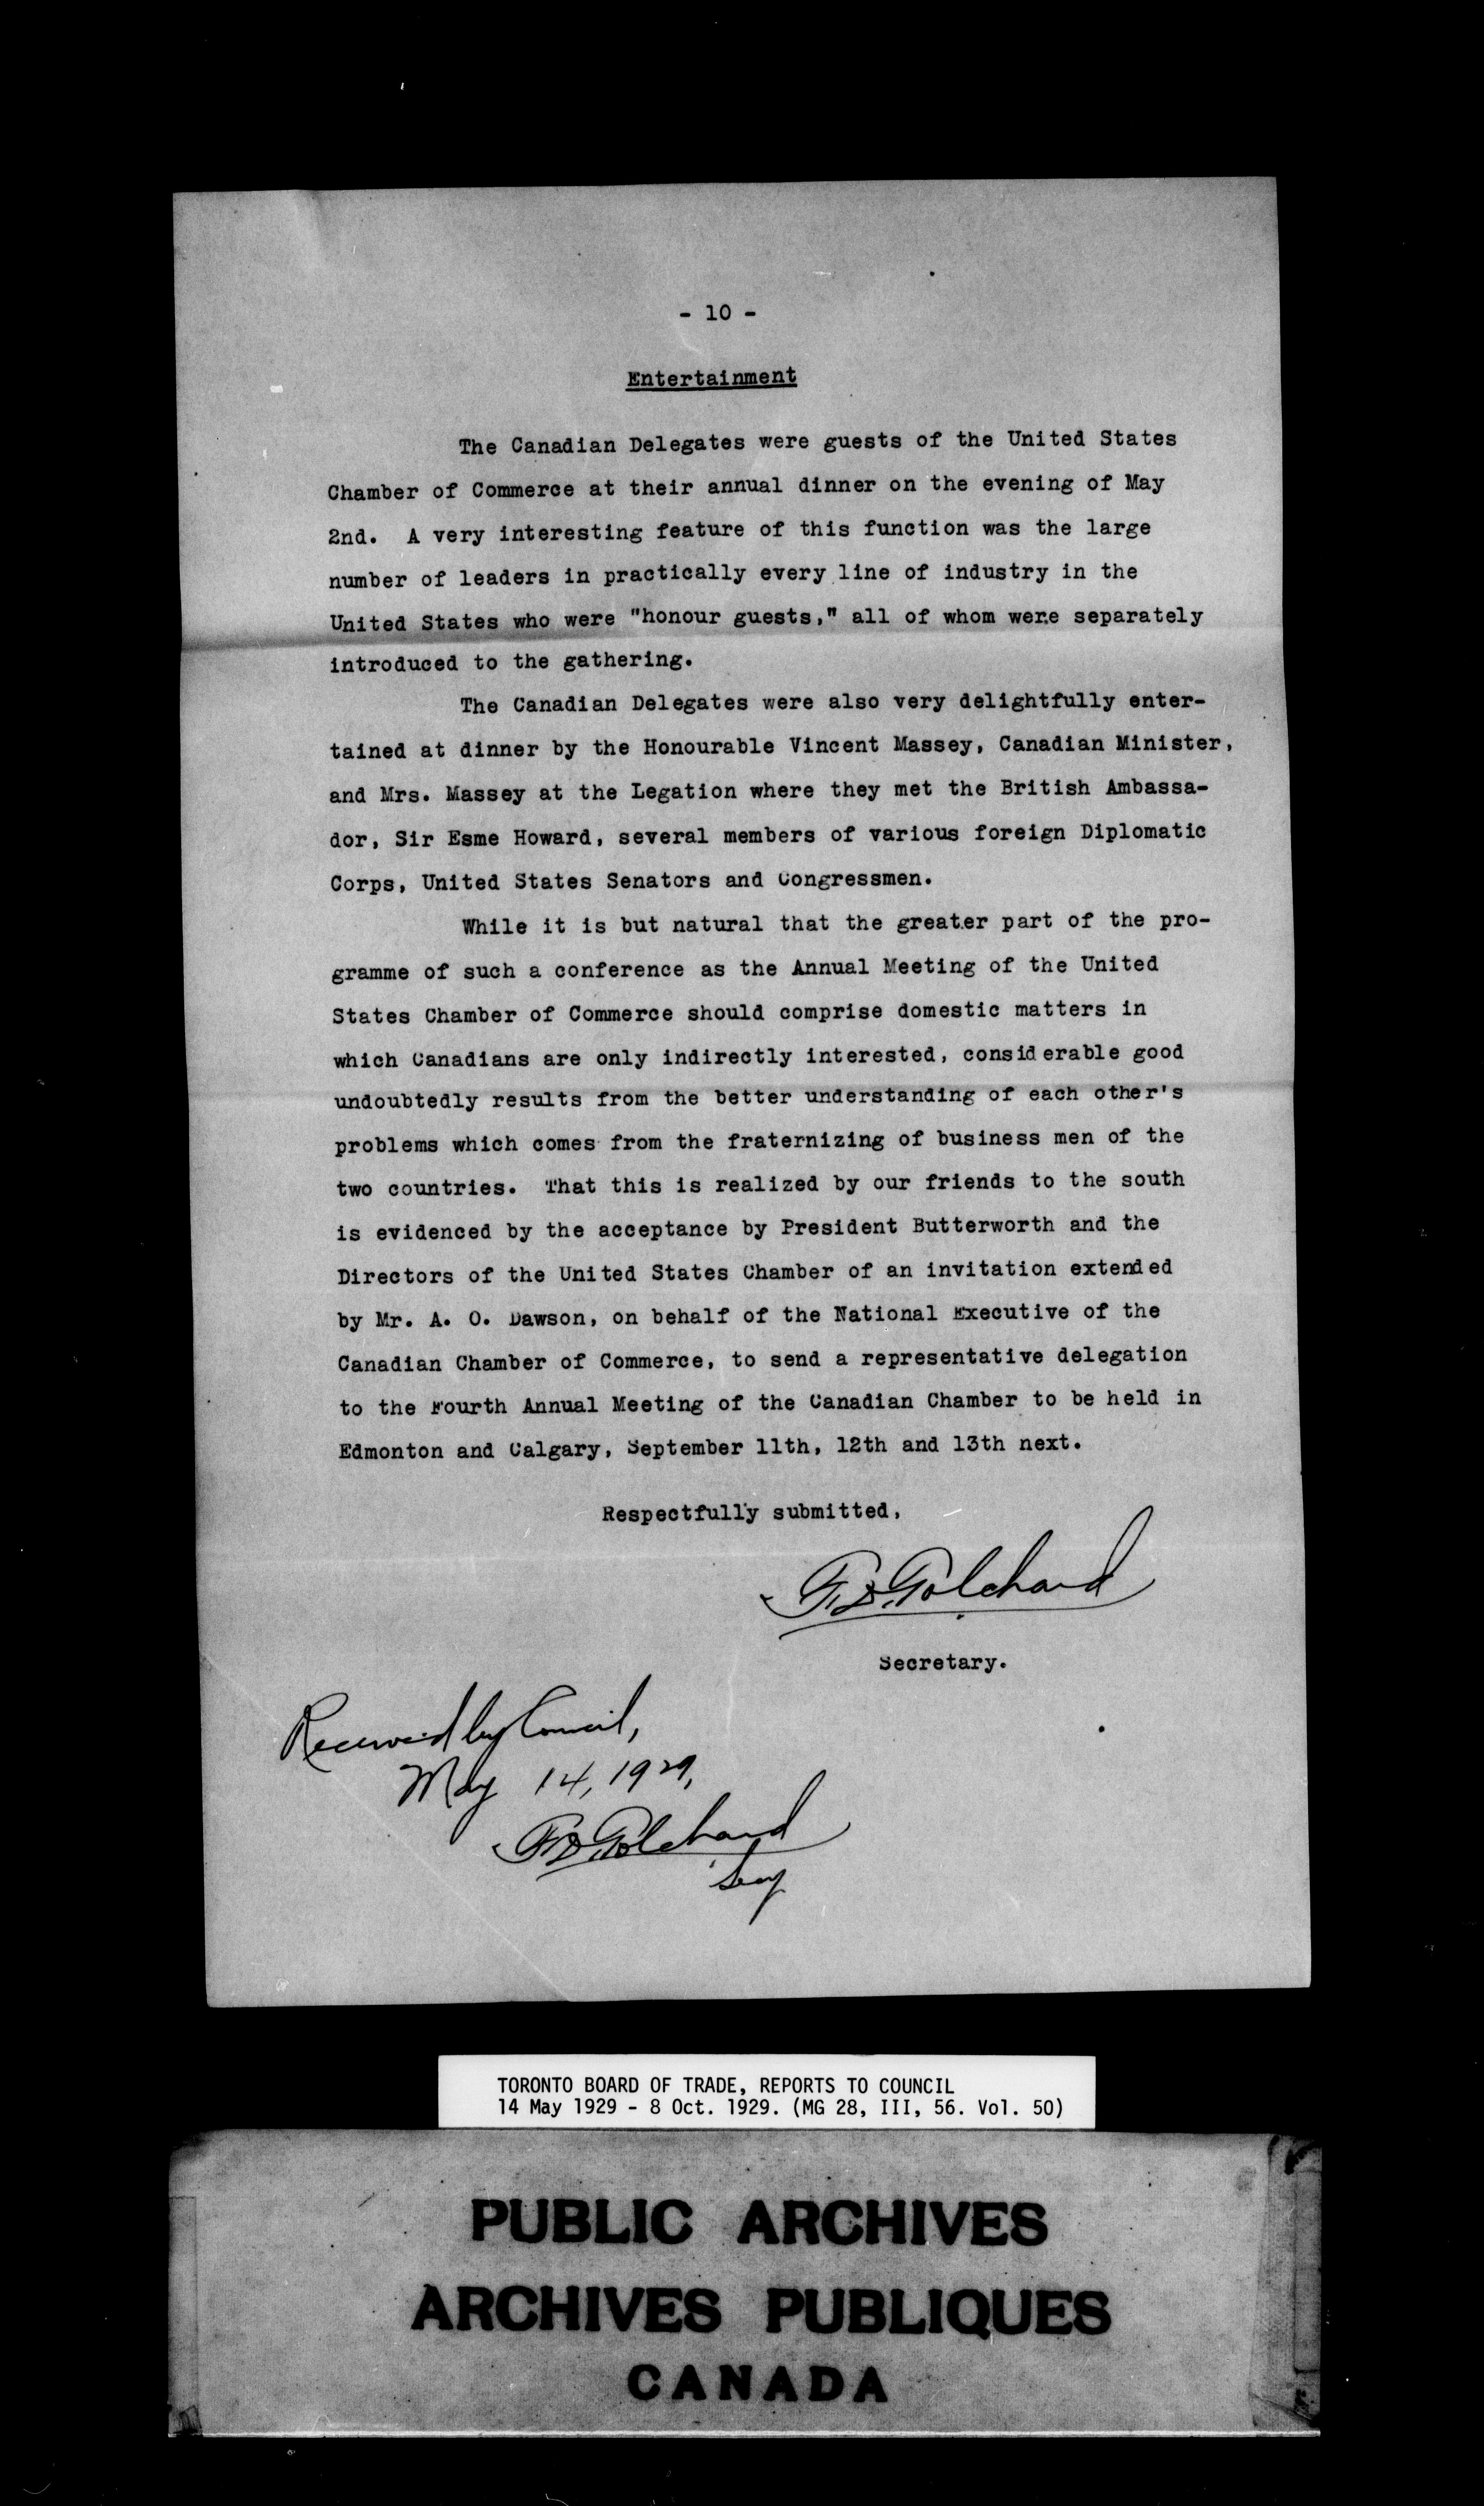 - 10 -
Entertainment
The Canadian Delegates were guests of the United States
Chamber of Commerce at their annual dinner on the evening of May
2nd. A very interesting feature of this function was the large
number of leaders in practically every line of industry in the
United States who were "honour guests," all of whom were separately
introduced to the gathering.
The Canadian Delegates were also very delightfully enter-
tained at dinner by the Honourable Vincent Massey, Canadian Minister,
and Mrs. Massey at the Legation where they met the British Ambassa-
dor, Sir Esme Howard, several members of various foreign Diplomatic
Corps, United States Senators and Congressmen.
While it is but natural that the greater part of the pro-
gramme of such a conference as the Annual Meeting of the United
States Chamber of Commerce should comprise domestic matters in
which Canadians are only indirectly interested, considerable good
undoubtedly results from the better understanding of each other's
problems which comes from the fraternizing of business men of the
two countries. That this is realized by our friends to the south
is evidenced by the acceptance by President Butterworth and the
Directors of the United States Chamber of an invitation extended
by Mr. A. O. Dawson, on behalf of the National Executive of the
Canadian Chamber of Commerce, to send a representative delegation
to the Fourth Annual Meeting of the Canadian Chamber to be held in
Edmonton and Calgary, September 11th, 12th and 13th next.
Respectfully submitted,
F.D. Tolchard
Secretary.
Received by Council,
May 14, 1929,
F.D. Tolchard
Secy
TORONTO BOARD OF TRADE, REPORTS TO COUNCIL
14 May 1929 - 8 Oct. 1929. (MG 28, III, 56. Vol. 50)
PUBLIC ARCHIVES
ARCHIVES PUBLIQUES
CANADA